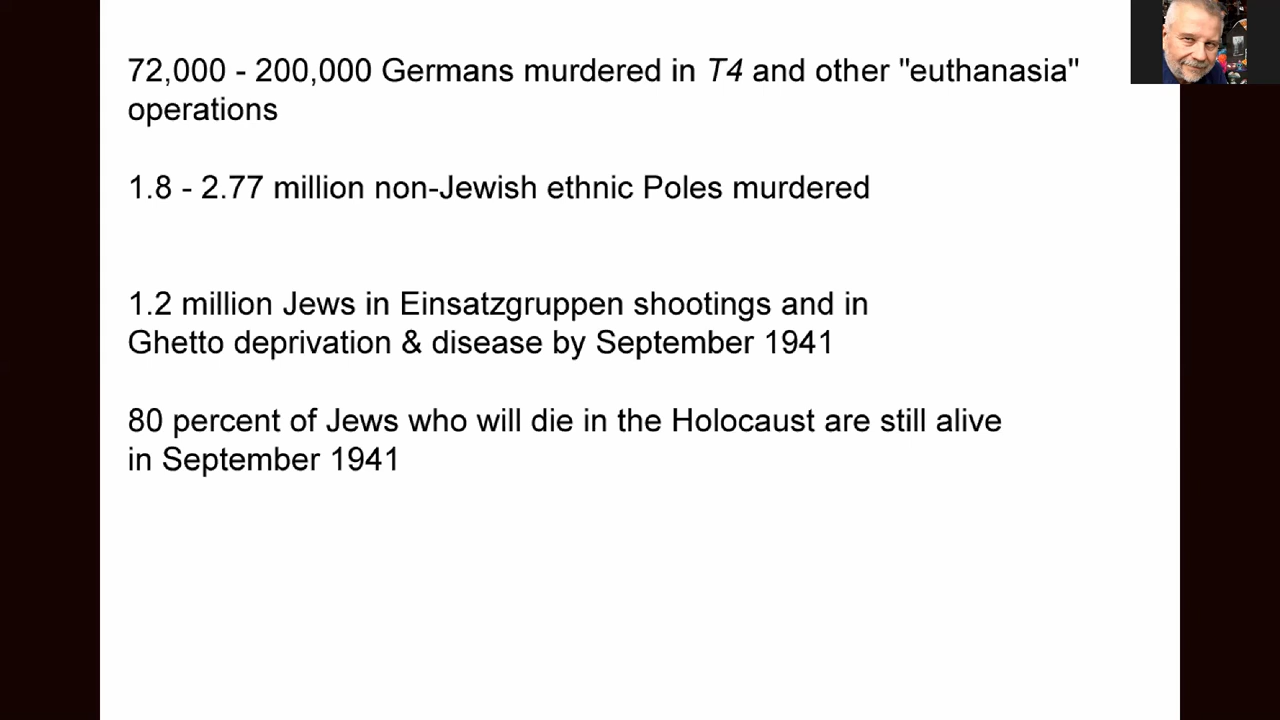 72,000 - 200,000 Germans murdered in T4 and other "euthanasia"
operations
1.8 - 2.77 million non-Jewish ethnic Poles murdered
1.2 million Jews in Einsatzgruppen shootings and in
Ghetto deprivation & disease by September 1941
80 percent of Jews who will die in the Holocaust are still alive
in September 1941